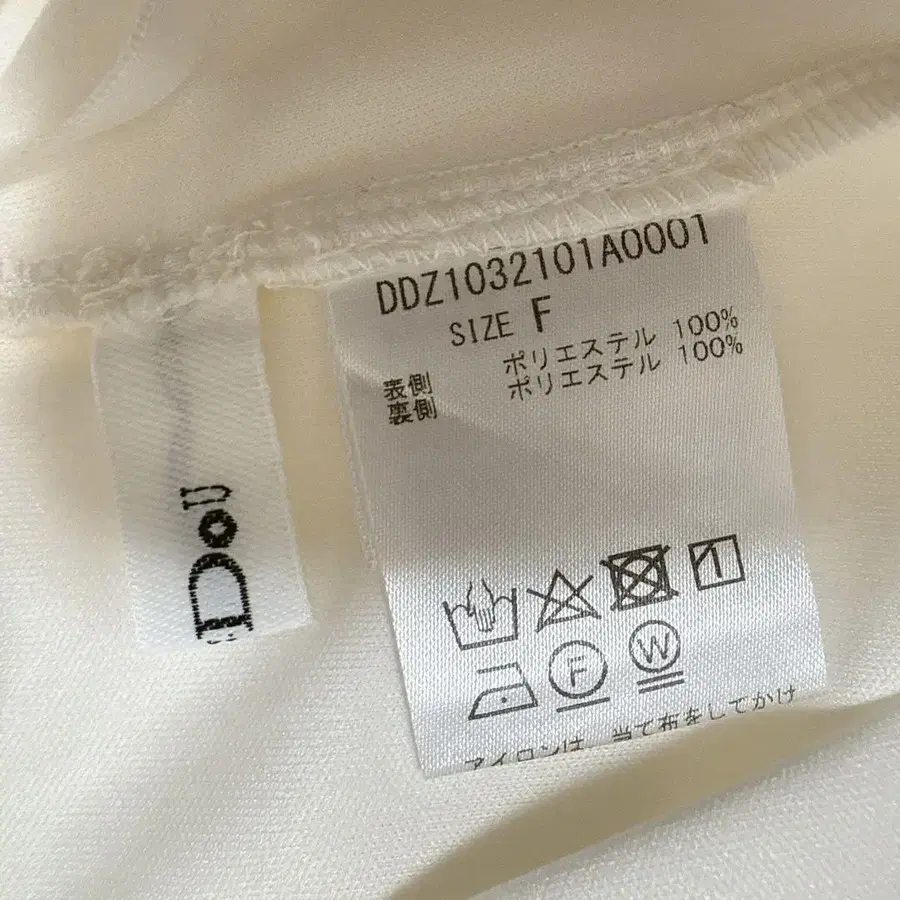 DDZ1032101A0001
SIZE F
表側 ポリエステル 100%
裏側 ポリエステル 100%
F
W
アイロンは、当て布をしてかけ
Dol